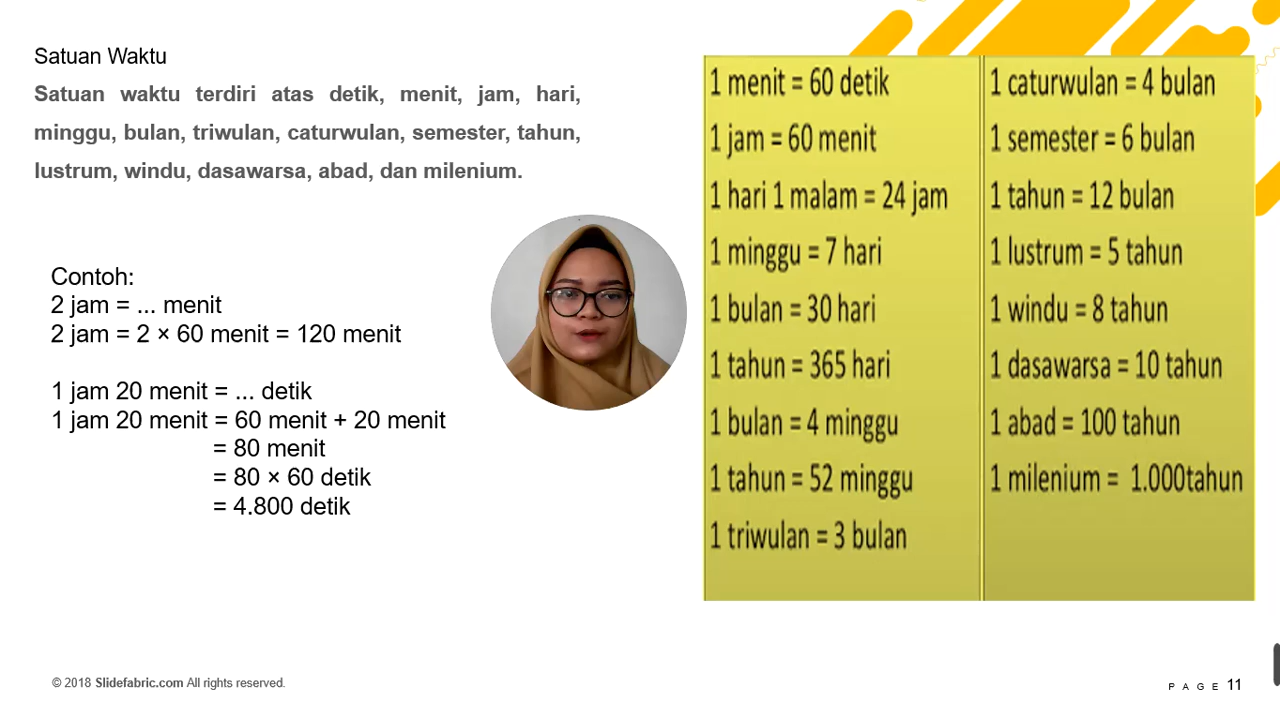 Satuan Waktu
Satuan waktu terdiri atas detik, menit, jam, hari,
minggu, bulan, triwulan, caturwulan, semester, tahun,
lustrum, windu, dasawarsa, abad, dan milenium.
Contoh:
2 jam = ... menit
2 jam = 2 × 60 menit = 120 menit
1 jam 20 menit = ... detik
1 jam 20 menit = 60 menit + 20 menit
= 80 menit
= 80 × 60 detik
= 4.800 detik
1 menit = 60 detik
1 jam = 60 menit
1 hari 1 malam = 24 jam
1 minggu = 7 hari
1 bulan = 30 hari
1 tahun = 365 hari
1 bulan = 4 minggu
1 tahun = 52 minggu
1 triwulan = 3 bulan
1 caturwulan = 4 bulan
1 semester = 6 bulan
1 tahun = 12 bulan
1 lustrum = 5 tahun
1 windu = 8 tahun
1 dasawarsa = 10 tahun
1 abad = 100 tahun
1 milenium = 1.000tahun
© 2018 Slidefabric.com All rights reserved.
PAGE 11